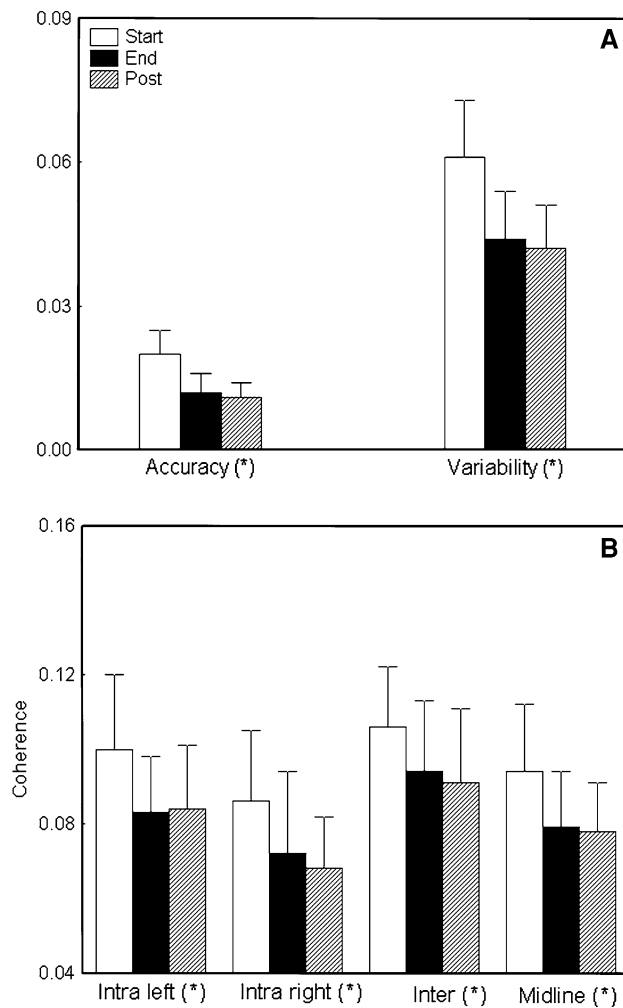 0.09
A
Start
End
Post
0.06
0.03
0.00
Accuracy (*)
Variability (*)
0.16
B
0.12
Coherence
0.08
0.04
Intra left (*)
Intra right (*)
Inter (*)
Midline (*)